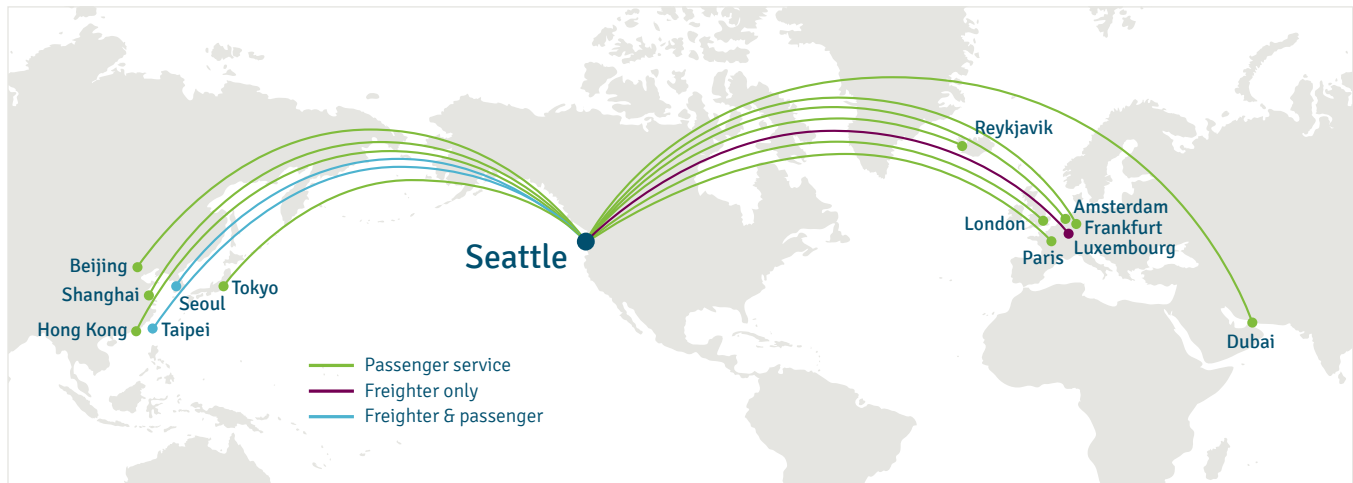 Reykjavik
Amsterdam
London
Frankfurt
Luxembourg
Paris
Seattle
Beijing
Shanghai
Tokyo
Seoul
Hong Kong
Taipei
Dubai
Passenger service
Freighter only
Freighter & passenger